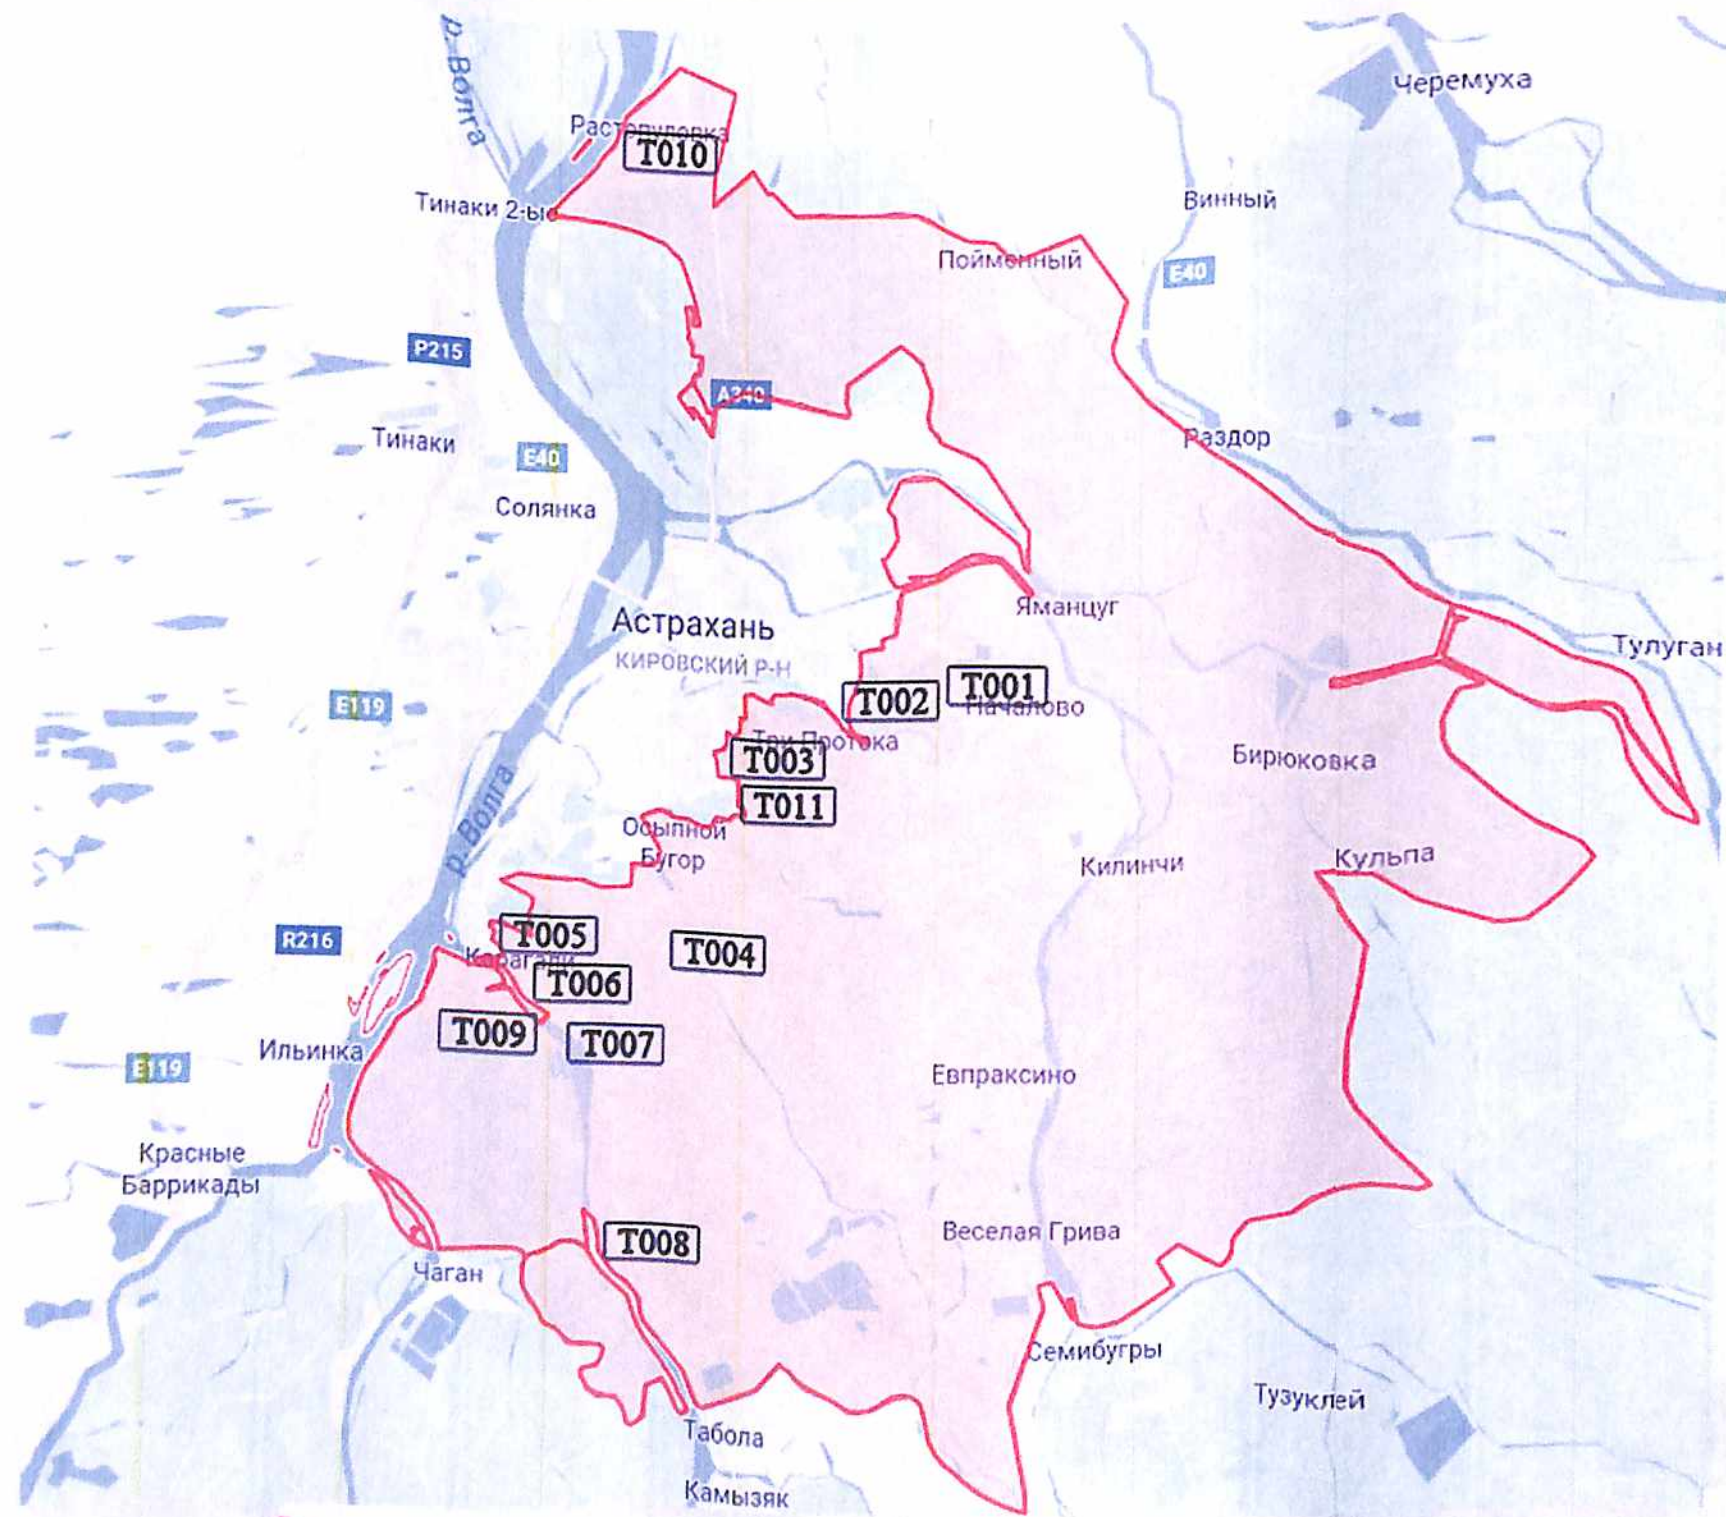 р. Волга
Черемуха
Растопуловка
T010
Тинаки 2-ые
Винный
Пойменный
E40
P215
A340
Тинаки
E40
Раздор
Солянка
Яманцуг
Астрахань
КИРОВСКИЙ Р-Н
Тулуган
T001
T002
E119
Началово
Три Протока
T003
Бирюковка
T011
р. Волга
Осыпной
Бугор
Килинчи
Кульпа
T005
R216
T004
Карагали
T006
T009
T007
Ильинка
E119
Евпраксино
Красные
Баррикады
Веселая Грива
T008
Чаган
Семибугры
Тузуклей
Табола
Камызяк